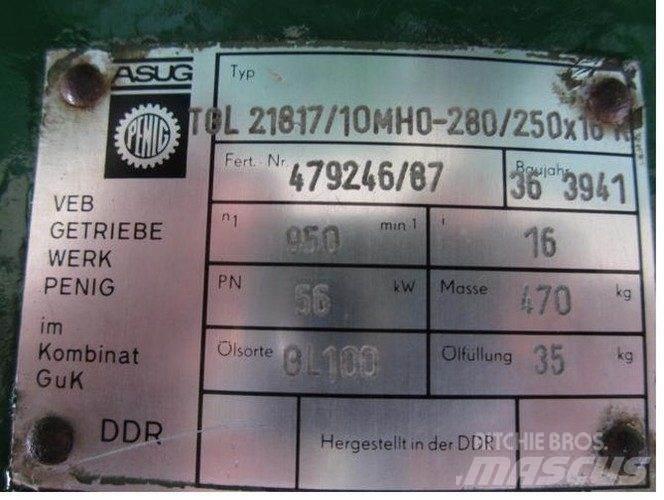 ASUG
PENIG
VEB
GETRIEBE
WERK
PENIG
im
Kombinat
GuK
DDR
Typ
TGL 21817/10MHO-280/250x16
Fert.- Nr. 479246/87
Baujahr 36 3941
n1 950 min 1
i 16
PN 56 kW
Masse 470 kg
Ölsorte GL100
Ölfüllung 35 kg
Hergestellt in der DDR
RITCHIE BROS.
MASCUS